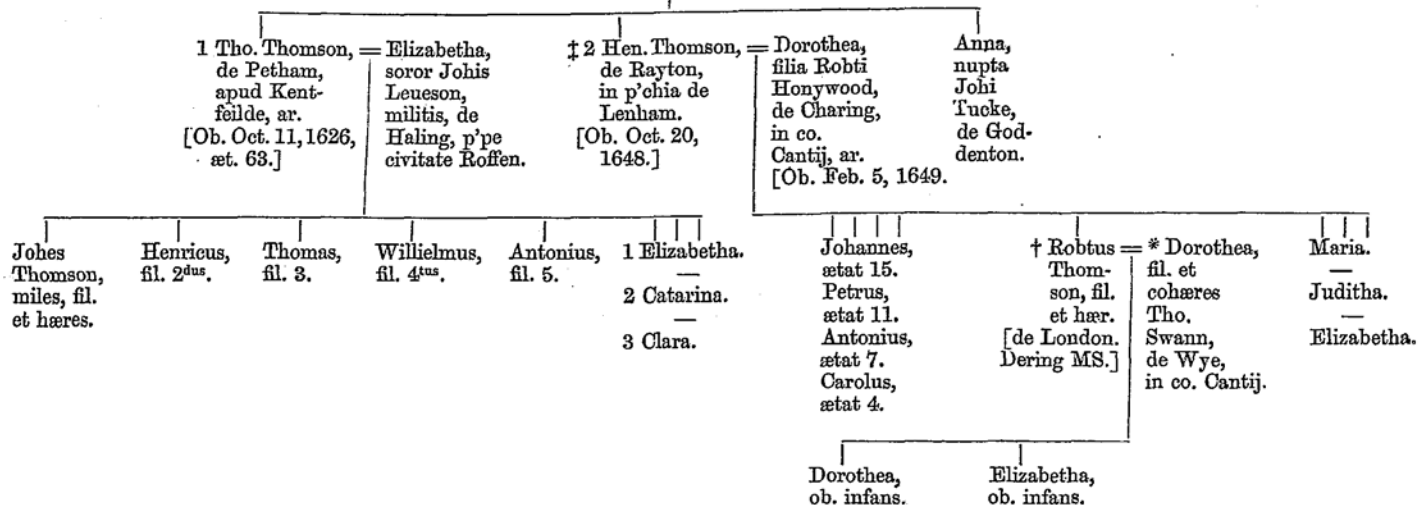 1 Tho. Thomson, =
de Petham,
apud Kent-
feilde, ar.
[Ob. Oct. 11, 1626,
æt. 63.]
Elizabetha,
soror Johis
Leueson,
militis, de
Haling, p'pe
civitate Roffen.
‡ 2 Hen. Thomson, =
de Rayton,
in p'chia de
Lenham.
[Ob. Oct. 20,
1648.]
Dorothea,
filia Robti
Honywood,
de Charing,
in co.
Cantij, ar.
[Ob. Feb. 5, 1649.
Anna,
nupta
Johi
Tucke,
de God-
denton.
Johes
Thomson,
miles, fil.
et hæres.
Henricus,
fil. 2dus.
Thomas,
fil. 3.
Willielmus,
fil. 4tus.
Antonius,
fil. 5.
1 Elizabetha.
—
2 Catarina.
—
3 Clara.
Johannes,
ætat 15.
Petrus,
ætat 11.
Antonius,
ætat 7.
Carolus,
ætat 4.
† Robtus =
Thom-
son, fil.
et hær.
[de London.
Dering MS.]
* Dorothea,
fil. et
cohæres
Tho.
Swann,
de Wye,
in co. Cantij.
Maria.
—
Juditha.
—
Elizabetha.
Dorothea,
ob. infans.
Elizabetha,
ob. infans.